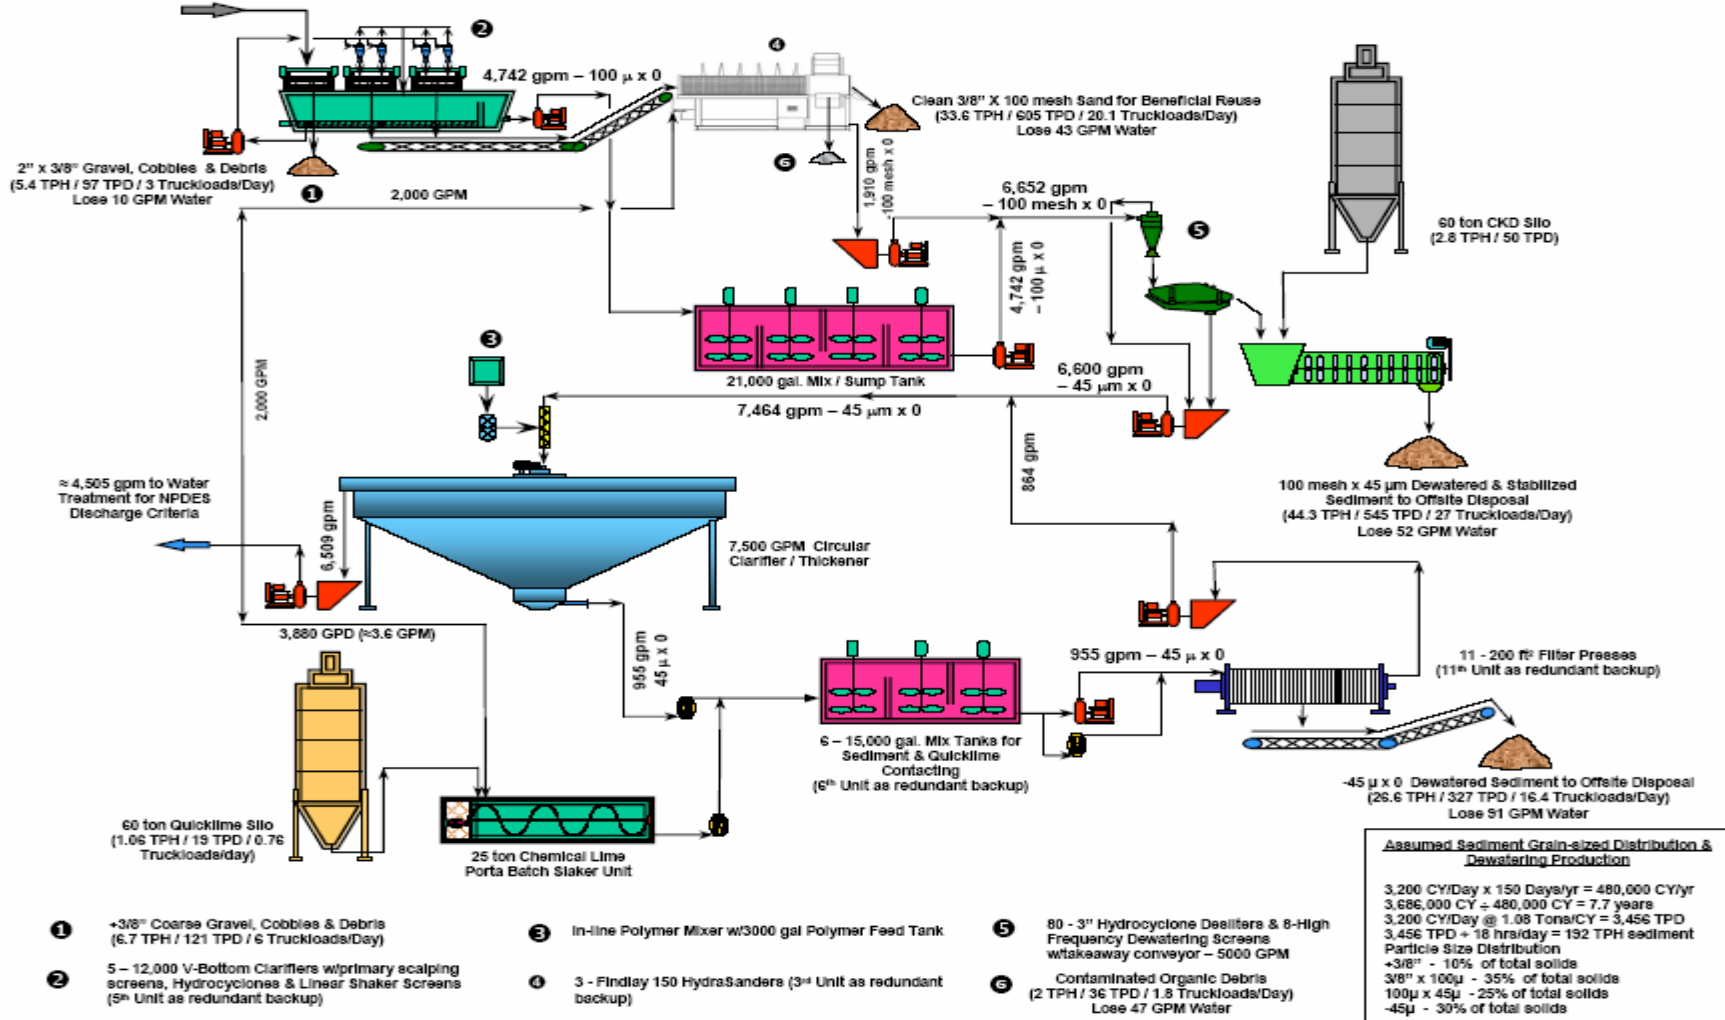 ❷
4,742 gpm – 100 µ x 0
❹
Clean 3/8" X 100 mesh Sand for Beneficial Reuse
(33.6 TPH / 605 TPD / 20.1 Truckloads/Day)
Lose 43 GPM Water
2" x 3/8" Gravel, Cobbles & Debris
(5.4 TPH / 97 TPD / 3 Truckloads/Day)
Lose 10 GPM Water
❶
❻
2,000 GPM
1,910 gpm
-100 mesh x 0
6,652 gpm
– 100 mesh x 0
❺
60 ton CKD Silo
(2.8 TPH / 50 TPD)
4,742 gpm
–100 µ x 0
❸
2,000 GPM
21,000 gal. Mix / Sump Tank
6,600 gpm
– 45 µm x 0
7,464 gpm – 45 µm x 0
864 gpm
100 mesh x 45 µm Dewatered & Stabilized
Sediment to Offsite Disposal
(44.3 TPH / 545 TPD / 27 Truckloads/Day)
Lose 52 GPM Water
≈ 4,505 gpm to Water
Treatment for NPDES
Discharge Criteria
6,509 gpm
7,500 GPM Circular
Clarifier / Thickener
3,880 GPD (≈3.6 GPM)
955 gpm
45 µ x 0
955 gpm – 45 µ x 0
11 - 200 ft² Filter Presses
(11th Unit as redundant backup)
6 – 15,000 gal. Mix Tanks for
Sediment & Quicklime
Contacting
(6th Unit as redundant backup)
-45 µ x 0 Dewatered Sediment to Offsite Disposal
(26.6 TPH / 327 TPD / 16.4 Truckloads/Day)
Lose 91 GPM Water
60 ton Quicklime Silo
(1.06 TPH / 19 TPD / 0.76
Truckloads/day)
25 ton Chemical Lime
Porta Batch Slaker Unit
Assumed Sediment Grain-sized Distribution &
Dewatering Production
3,200 CY/Day x 150 Days/yr = 480,000 CY/yr
3,686,000 CY ÷ 480,000 CY = 7.7 years
3,200 CY/Day @ 1.08 Tons/CY = 3,456 TPD
3,456 TPD ÷ 18 hrs/day = 192 TPH sediment
Particle Size Distribution
+3/8" - 10% of total solids
3/8" x 100µ - 35% of total solids
100µ x 45µ - 25% of total solids
-45µ - 30% of total solids
❶ +3/8" Coarse Gravel, Cobbles & Debris
(6.7 TPH / 121 TPD / 6 Truckloads/Day)
❷ 5 – 12,000 V-Bottom Clarifiers w/primary scalping
screens, Hydrocyclones & Linear Shaker Screens
(5th Unit as redundant backup)
❸ In-line Polymer Mixer w/3000 gal Polymer Feed Tank
❹ 3 - Findlay 150 HydraSanders (3rd Unit as redundant
backup)
❺ 80 - 3" Hydrocyclone Desilters & 8-High
Frequency Dewatering Screens
w/takeaway conveyor – 5000 GPM
❻ Contaminated Organic Debris
(2 TPH / 36 TPD / 1.8 Truckloads/Day)
Lose 47 GPM Water